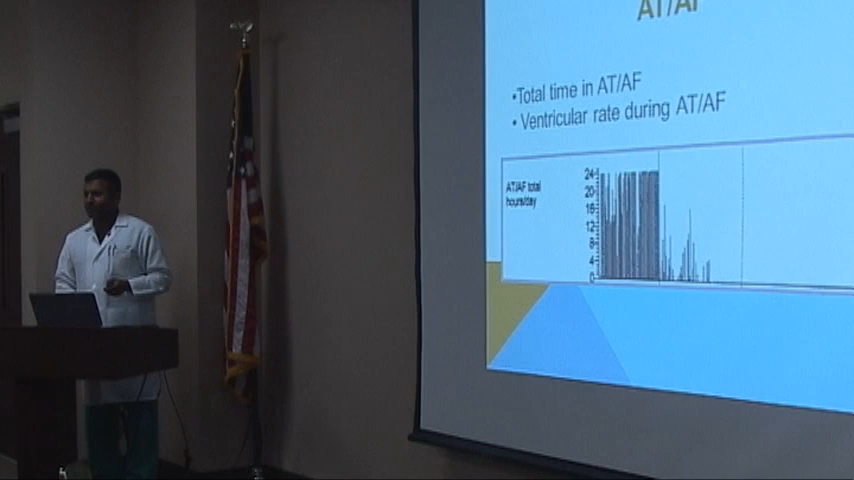 AT/AF
•Total time in AT/AF
• Ventricular rate during AT/AF
AT/AF total
hours/day
24
20
16
12
8
4
0